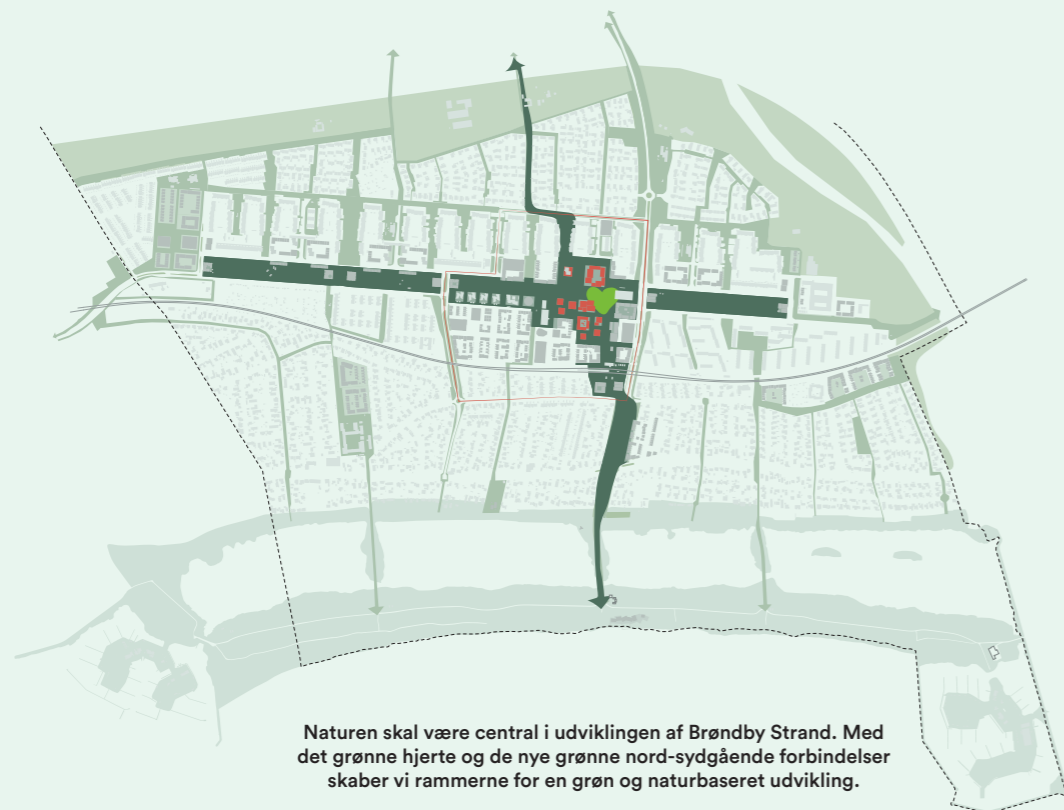 Naturen skal være central i udviklingen af Brøndby Strand. Med
det grønne hjerte og de nye grønne nord-sydgående forbindelser
skaber vi rammerne for en grøn og naturbaseret udvikling.